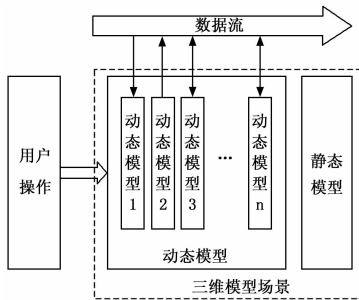 数据流
用户
操作
动态模型1
动态模型2
动态模型3
...
动态模型n
静态
模型
动态模型
三维模型场景